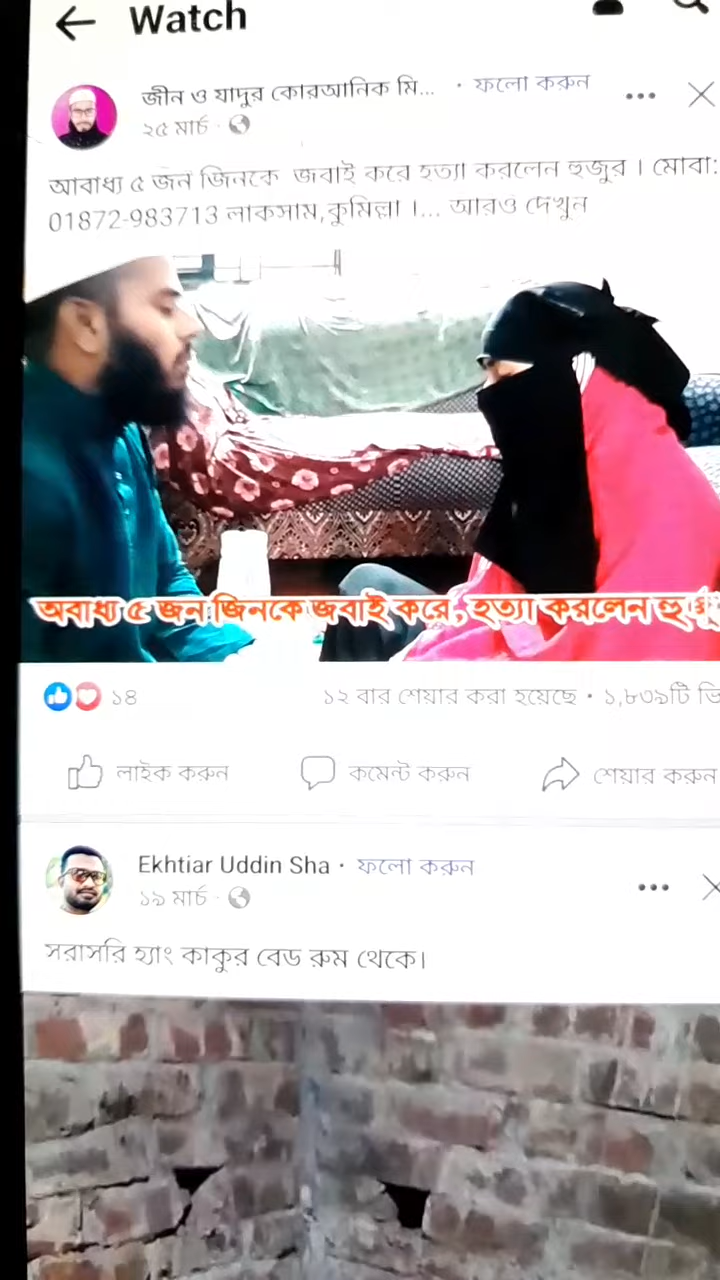 Watch
জীন ও যাদুর কোরআনিক মি... · ফলো করুন
২৫ মার্চ
আবাধ্য ৫ জন জিনকে জবাই করে হত্যা করলেন হুজুর । মোবা:
01872-983713 লাকসাম,কুমিল্লা ।... আরও দেখুন
অবাধ্য ৫ জন জিনকে জবাই করে, হত্যা করলেন
১৪
১২ বার শেয়ার করা হয়েছে · ১,৮৩৯টি ভি
লাইক করুন
কমেন্ট করুন
শেয়ার করুন
Ekhtiar Uddin Sha · ফলো করুন
১৯ মার্চ
সরাসরি হ্যাং কাকুর বেড রুম থেকে।